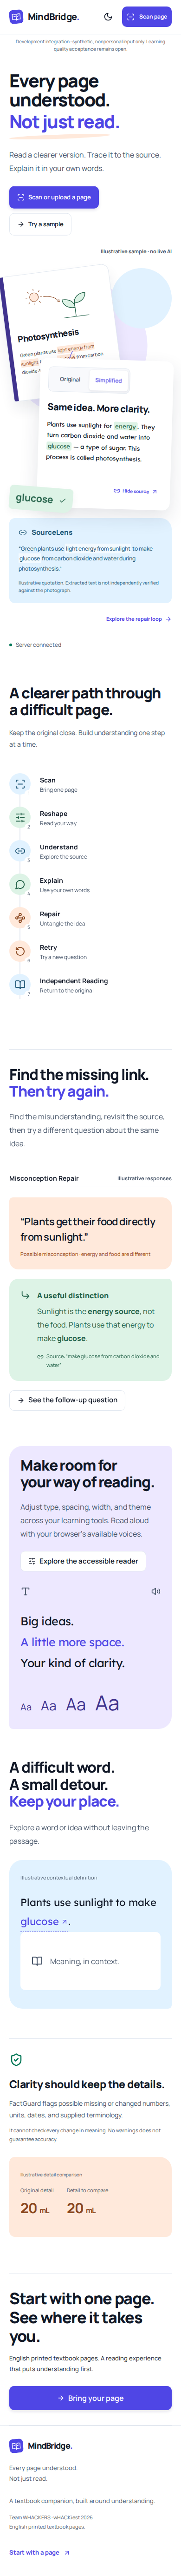 MindBridge.
Scan page
Development integration · synthetic, nonpersonal input only. Learning
quality acceptance remains open.
Every page
understood.
Not just read.
Read a clearer version. Trace it to the source.
Explain it in your own words.
Scan or upload a page
Try a sample
Illustrative sample · no live AI
Photosynthesis
Green plants use light energy from
sunlight
Original
Simplified
Same idea. More clarity.
Plants use sunlight for energy. They
turn carbon dioxide and water into
glucose — a type of sugar. This
process is called photosynthesis.
Hide source
glucose
SourceLens
"Green plants use light energy from sunlight to make
glucose from carbon dioxide and water during
photosynthesis."
Illustrative quotation. Extracted text is not independently verified
against the photograph.
Explore the repair loop
Server connected
A clearer path through
a difficult page.
Keep the original close. Build understanding one step
at a time.
Scan
Bring one page
1
Reshape
Read your way
2
Understand
Explore the source
3
Explain
Use your own words
4
Repair
Untangle the idea
5
Retry
Try a new question
6
Independent Reading
Return to the original
7
Find the missing link.
Then try again.
Find the misunderstanding, revisit the source,
then try a different question about the same
idea.
Misconception Repair
Illustrative responses
“Plants get their food directly
from sunlight.”
Possible misconception · energy and food are different
A useful distinction
Sunlight is the energy source, not
the food. Plants use that energy to
make glucose.
Source: “make glucose from carbon dioxide and
water”
See the follow-up question
Make room for
your way of reading.
Adjust type, spacing, width, and theme
across your learning tools. Read aloud
with your browser's available voices.
Explore the accessible reader
Big ideas.
A little more space.
Your kind of clarity.
Aa Aa Aa Aa
A difficult word.
A small detour.
Keep your place.
Explore a word or idea without leaving the
passage.
Illustrative contextual definition
Plants use sunlight to make
glucose.
Meaning, in context.
Clarity should keep the details.
FactGuard flags possible missing or changed numbers,
units, dates, and supplied terminology.
It cannot check every change in meaning. No warnings does not
guarantee accuracy.
Illustrative detail comparison
Original detail
Detail to compare
20 mL
20 mL
Start with one page.
See where it takes
you.
English printed textbook pages. A reading experience
that puts understanding first.
Bring your page
MindBridge.
Every page understood.
Not just read.
A textbook companion, built around understanding.
Team WHACKERS · wHACKiest 2026
English printed textbook pages.
Start with a page